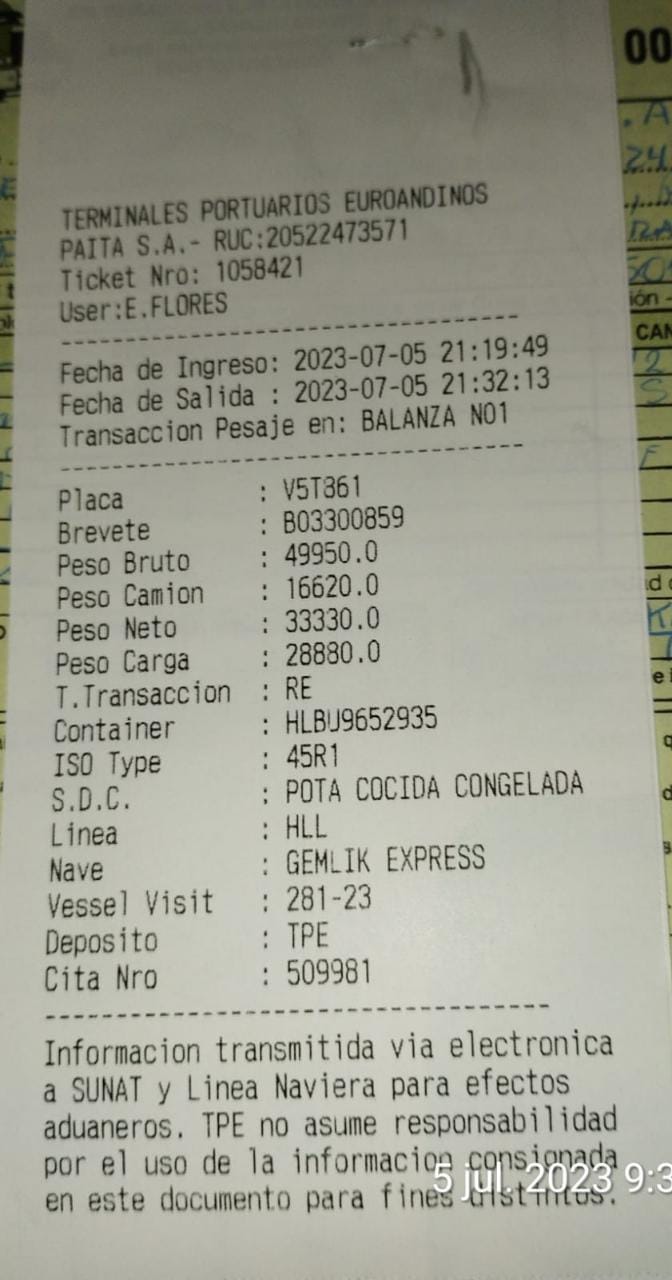 TERMINALES PORTUARIOS EUROANDINOS
PAITA S.A.- RUC:20522473571
Ticket Nro: 1058421
User:E.FLORES
--------------------------------
Fecha de Ingreso: 2023-07-05 21:19:49
Fecha de Salida : 2023-07-05 21:32:13
Transaccion Pesaje en: BALANZA N01
--------------------------------
Placa : V5T861
Brevete : B03300859
Peso Bruto : 49950.0
Peso Camion : 16620.0
Peso Neto : 33330.0
Peso Carga : 28880.0
T.Transaccion : RE
Container : HLBU9652935
ISO Type : 45R1
S.D.C. : POTA COCIDA CONGELADA
Linea : HLL
Nave : GEMLIK EXPRESS
Vessel Visit : 281-23
Deposito : TPE
Cita Nro : 509981
--------------------------------
Informacion transmitida via electronica
a SUNAT y Linea Naviera para efectos
aduaneros. TPE no asume responsabilidad
por el uso de la informacion consignada
en este documento para fines distintos.
5 jul. 2023 9:3
00
24
CAN